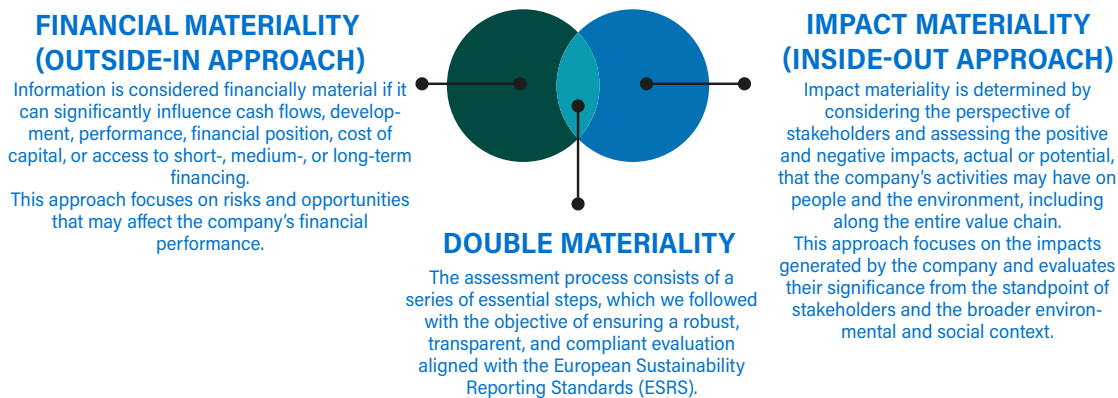 FINANCIAL MATERIALITY
(OUTSIDE-IN APPROACH)
Information is considered financially material if it
can significantly influence cash flows, develop-
ment, performance, financial position, cost of
capital, or access to short-, medium-, or long-term
financing.
This approach focuses on risks and opportunities
that may affect the company's financial
performance.
DOUBLE MATERIALITY
The assessment process consists of a
series of essential steps, which we followed
with the objective of ensuring a robust,
transparent, and compliant evaluation
aligned with the European Sustainability
Reporting Standards (ESRS).
IMPACT MATERIALITY
(INSIDE-OUT APPROACH)
Impact materiality is determined by
considering the perspective of
stakeholders and assessing the positive
and negative impacts, actual or potential,
that the company's activities may have on
people and the environment, including
along the entire value chain.
This approach focuses on the impacts
generated by the company and evaluates
their significance from the standpoint of
stakeholders and the broader environ-
mental and social context.